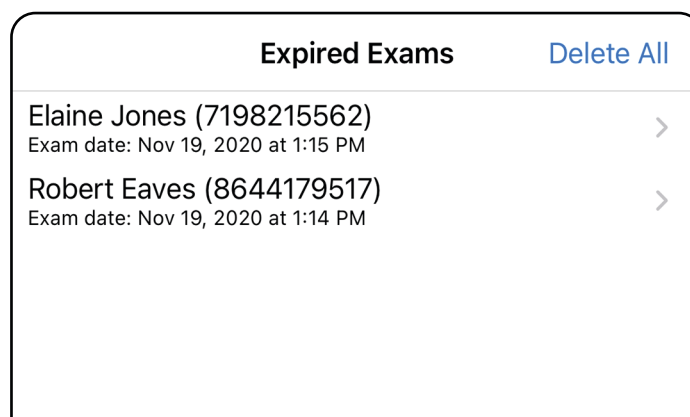 Expired Exams
Delete All
Elaine Jones (7198215562)
Exam date: Nov 19, 2020 at 1:15 PM
Robert Eaves (8644179517)
Exam date: Nov 19, 2020 at 1:14 PM